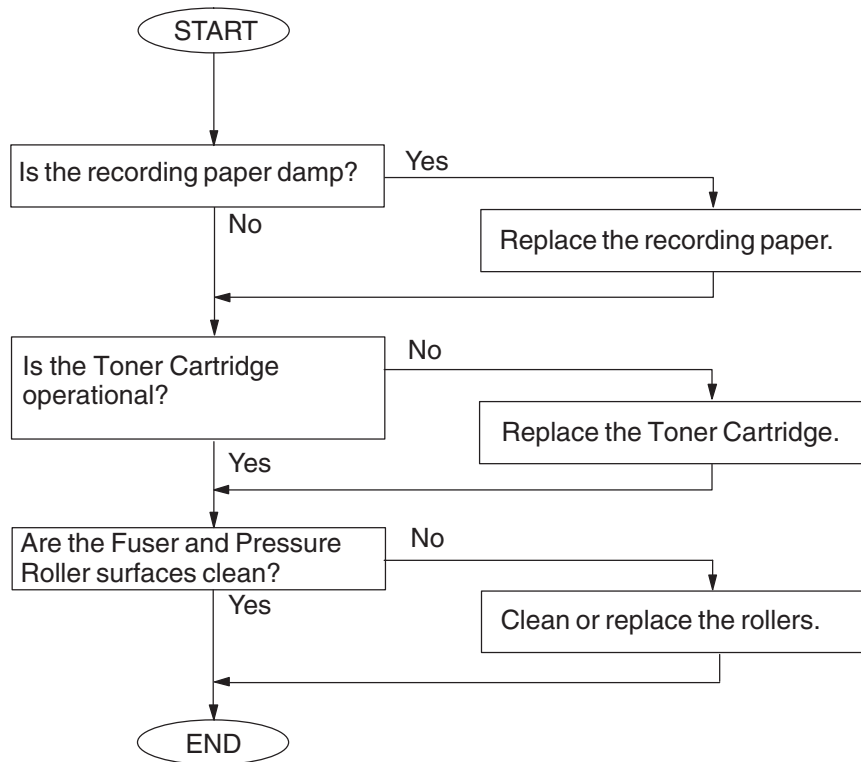 START
Is the recording paper damp?
Yes
No
Replace the recording paper.
Is the Toner Cartridge
operational?
No
Yes
Replace the Toner Cartridge.
Are the Fuser and Pressure
Roller surfaces clean?
No
Yes
Clean or replace the rollers.
END